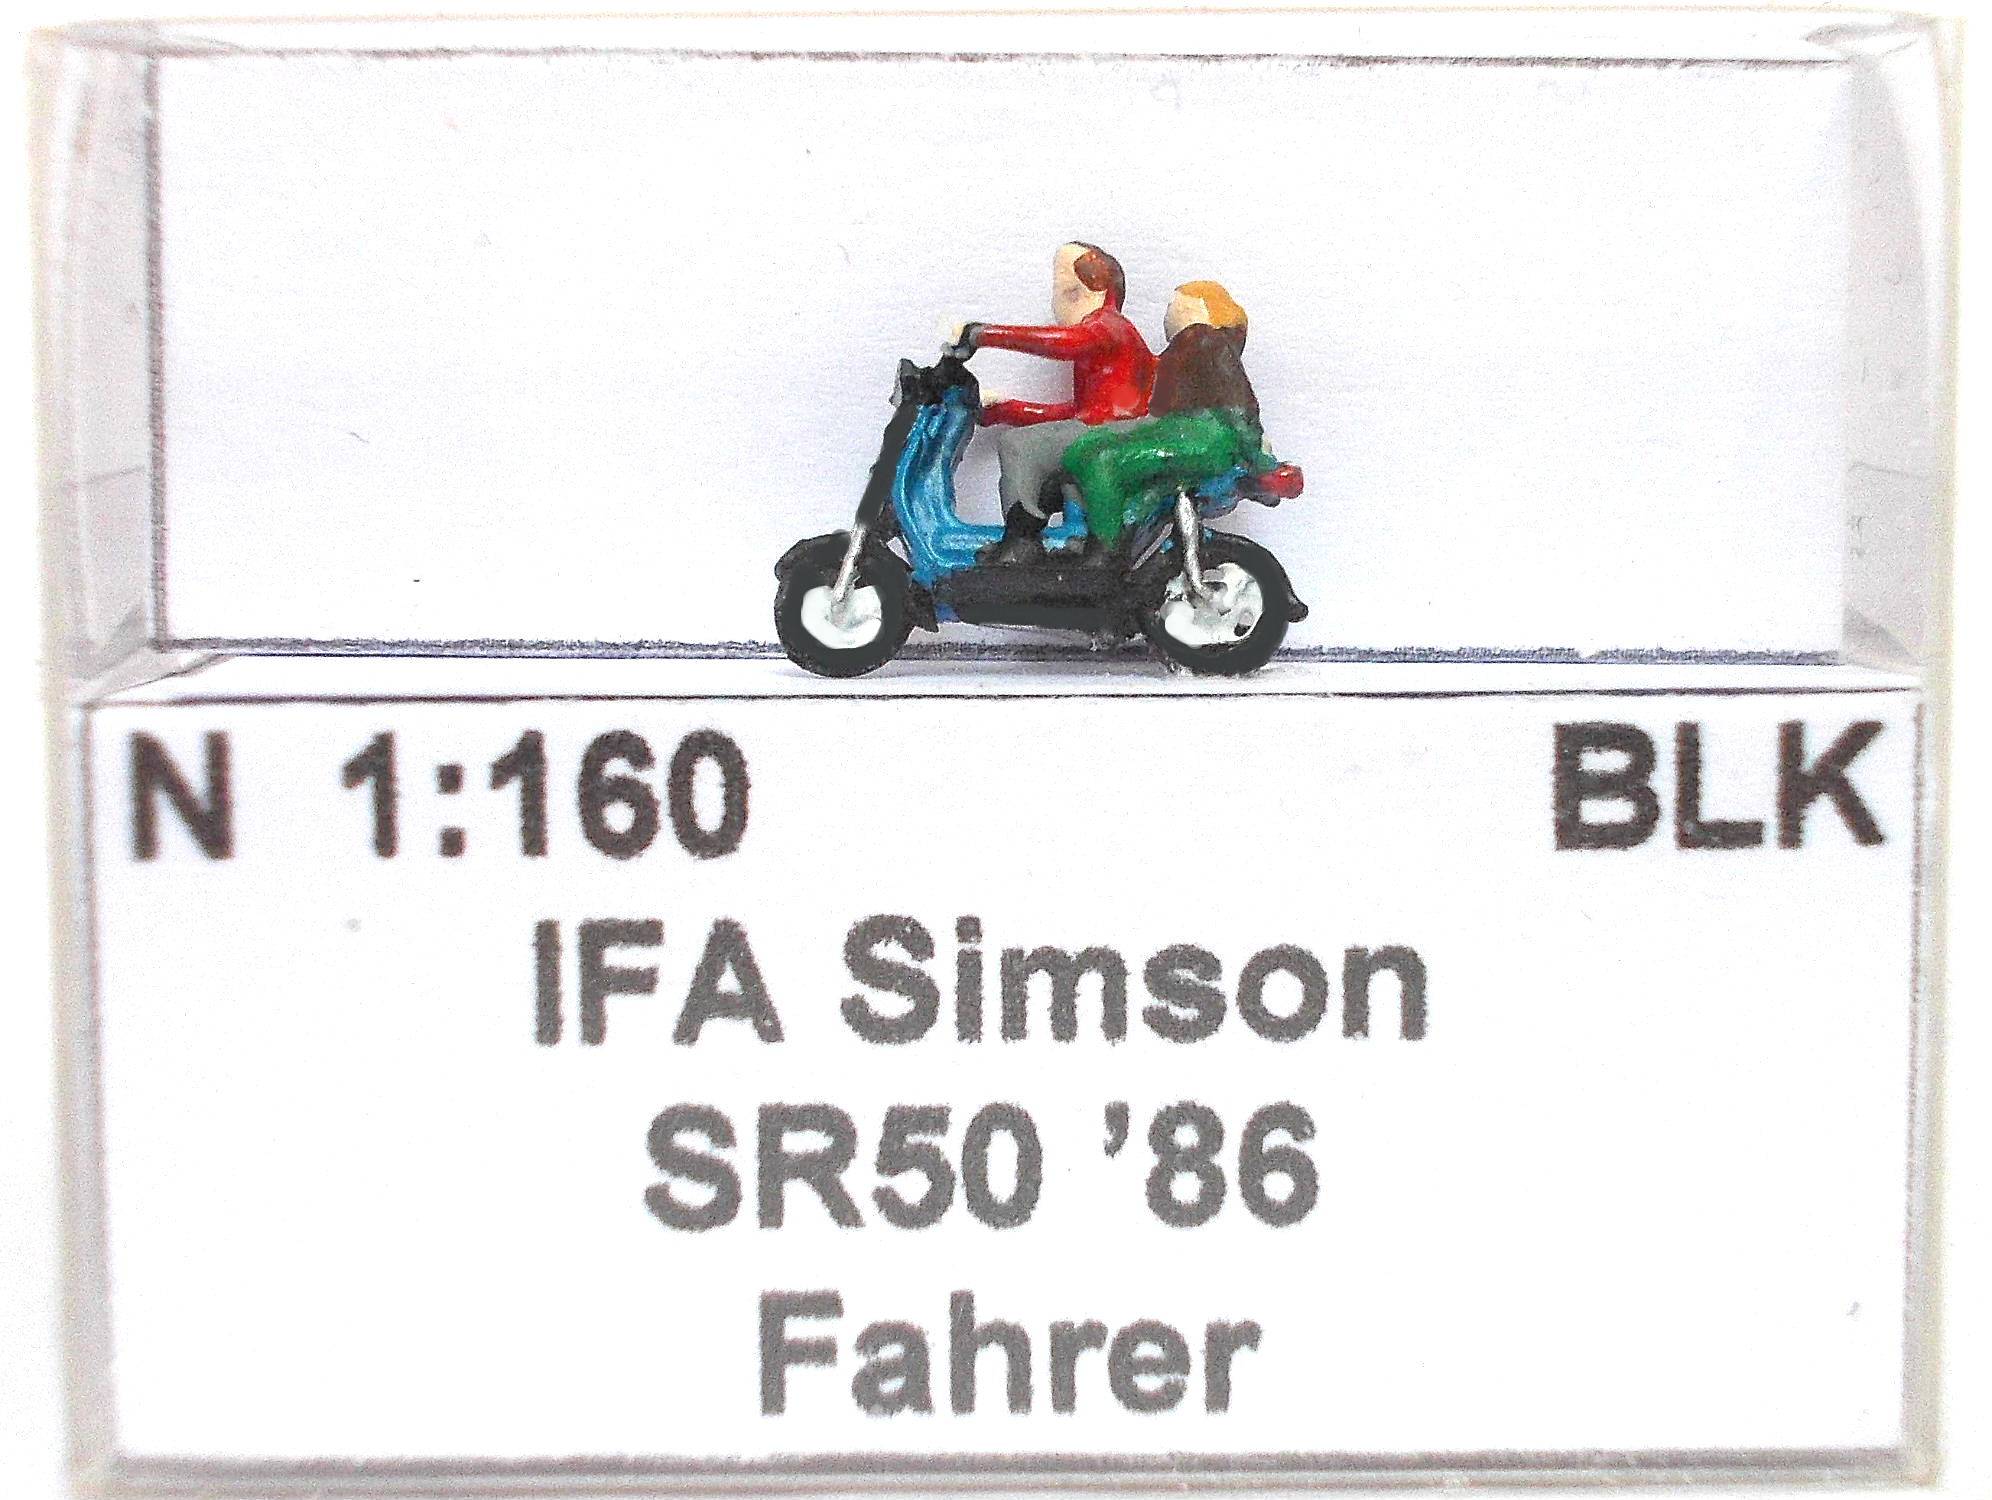 N 1:160 BLK
IFA Simson
SR50 ’86
Fahrer